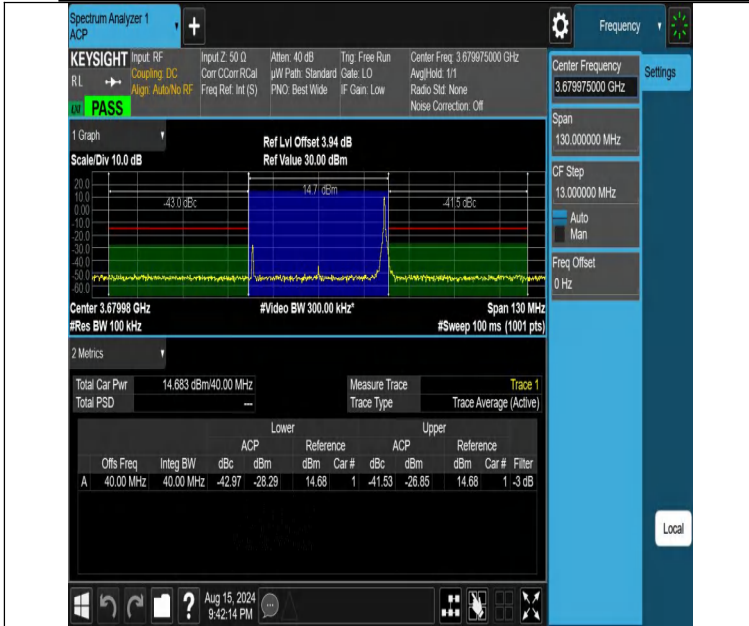 Spectrum Analyzer 1
ACP
Frequency
KEYSIGHT
RL
PASS
Input: RF
Coupling: DC
Align: Auto/No RF
Input Z: 50 Ω
Corr CCorr RCal
Freq Ref: Int (S)
Atten: 40 dB
µW Path: Standard
PNO: Best Wide
Trig: Free Run
Gate: LO
IF Gain: Low
Center Freq: 3.679975000 GHz
Avg|Hold: 1/1
Radio Std: None
Noise Correction: Off
Center Frequency
3.679975000 GHz
Settings
Span
130.000000 MHz
CF Step
13.000000 MHz
Auto
Man
Freq Offset
0 Hz
Local
1 Graph
Scale/Div 10.0 dB
Ref Lvl Offset 3.94 dB
Ref Value 30.00 dBm
20.0
10.0
0.00
-10.0
-20.0
-30.0
-40.0
-50.0
-60.0
-43.0 dBc
14.7 dBm
-41.5 dBc
Center 3.67998 GHz
#Video BW 300.00 kHz*
Span 130 MHz
#Res BW 100 kHz
#Sweep 100 ms (1001 pts)
2 Metrics
Total Car Pwr 14.683 dBm/40.00 MHz
Total PSD ---
Measure Trace Trace 1
Trace Type Trace Average (Active)
Lower Upper
ACP Reference ACP Reference
Offs Freq Integ BW dBc dBm dBm Car # dBc dBm dBm Car # Filter
A 40.00 MHz 40.00 MHz -42.97 -28.29 14.68 1 -41.53 -26.85 14.68 1 -3 dB
?
Aug 15, 2024
9:42:14 PM